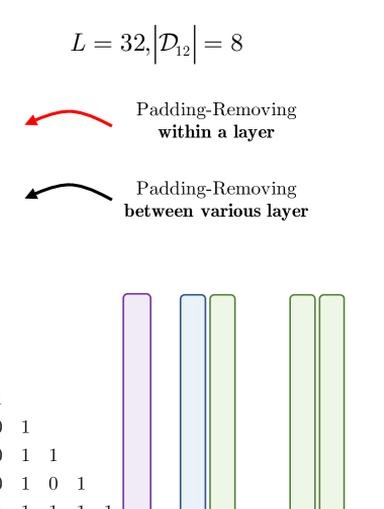 L = 32,|𝒟₁₂| = 8
Padding-Removing
within a layer
Padding-Removing
between various layer
1
1 1
1 0 1